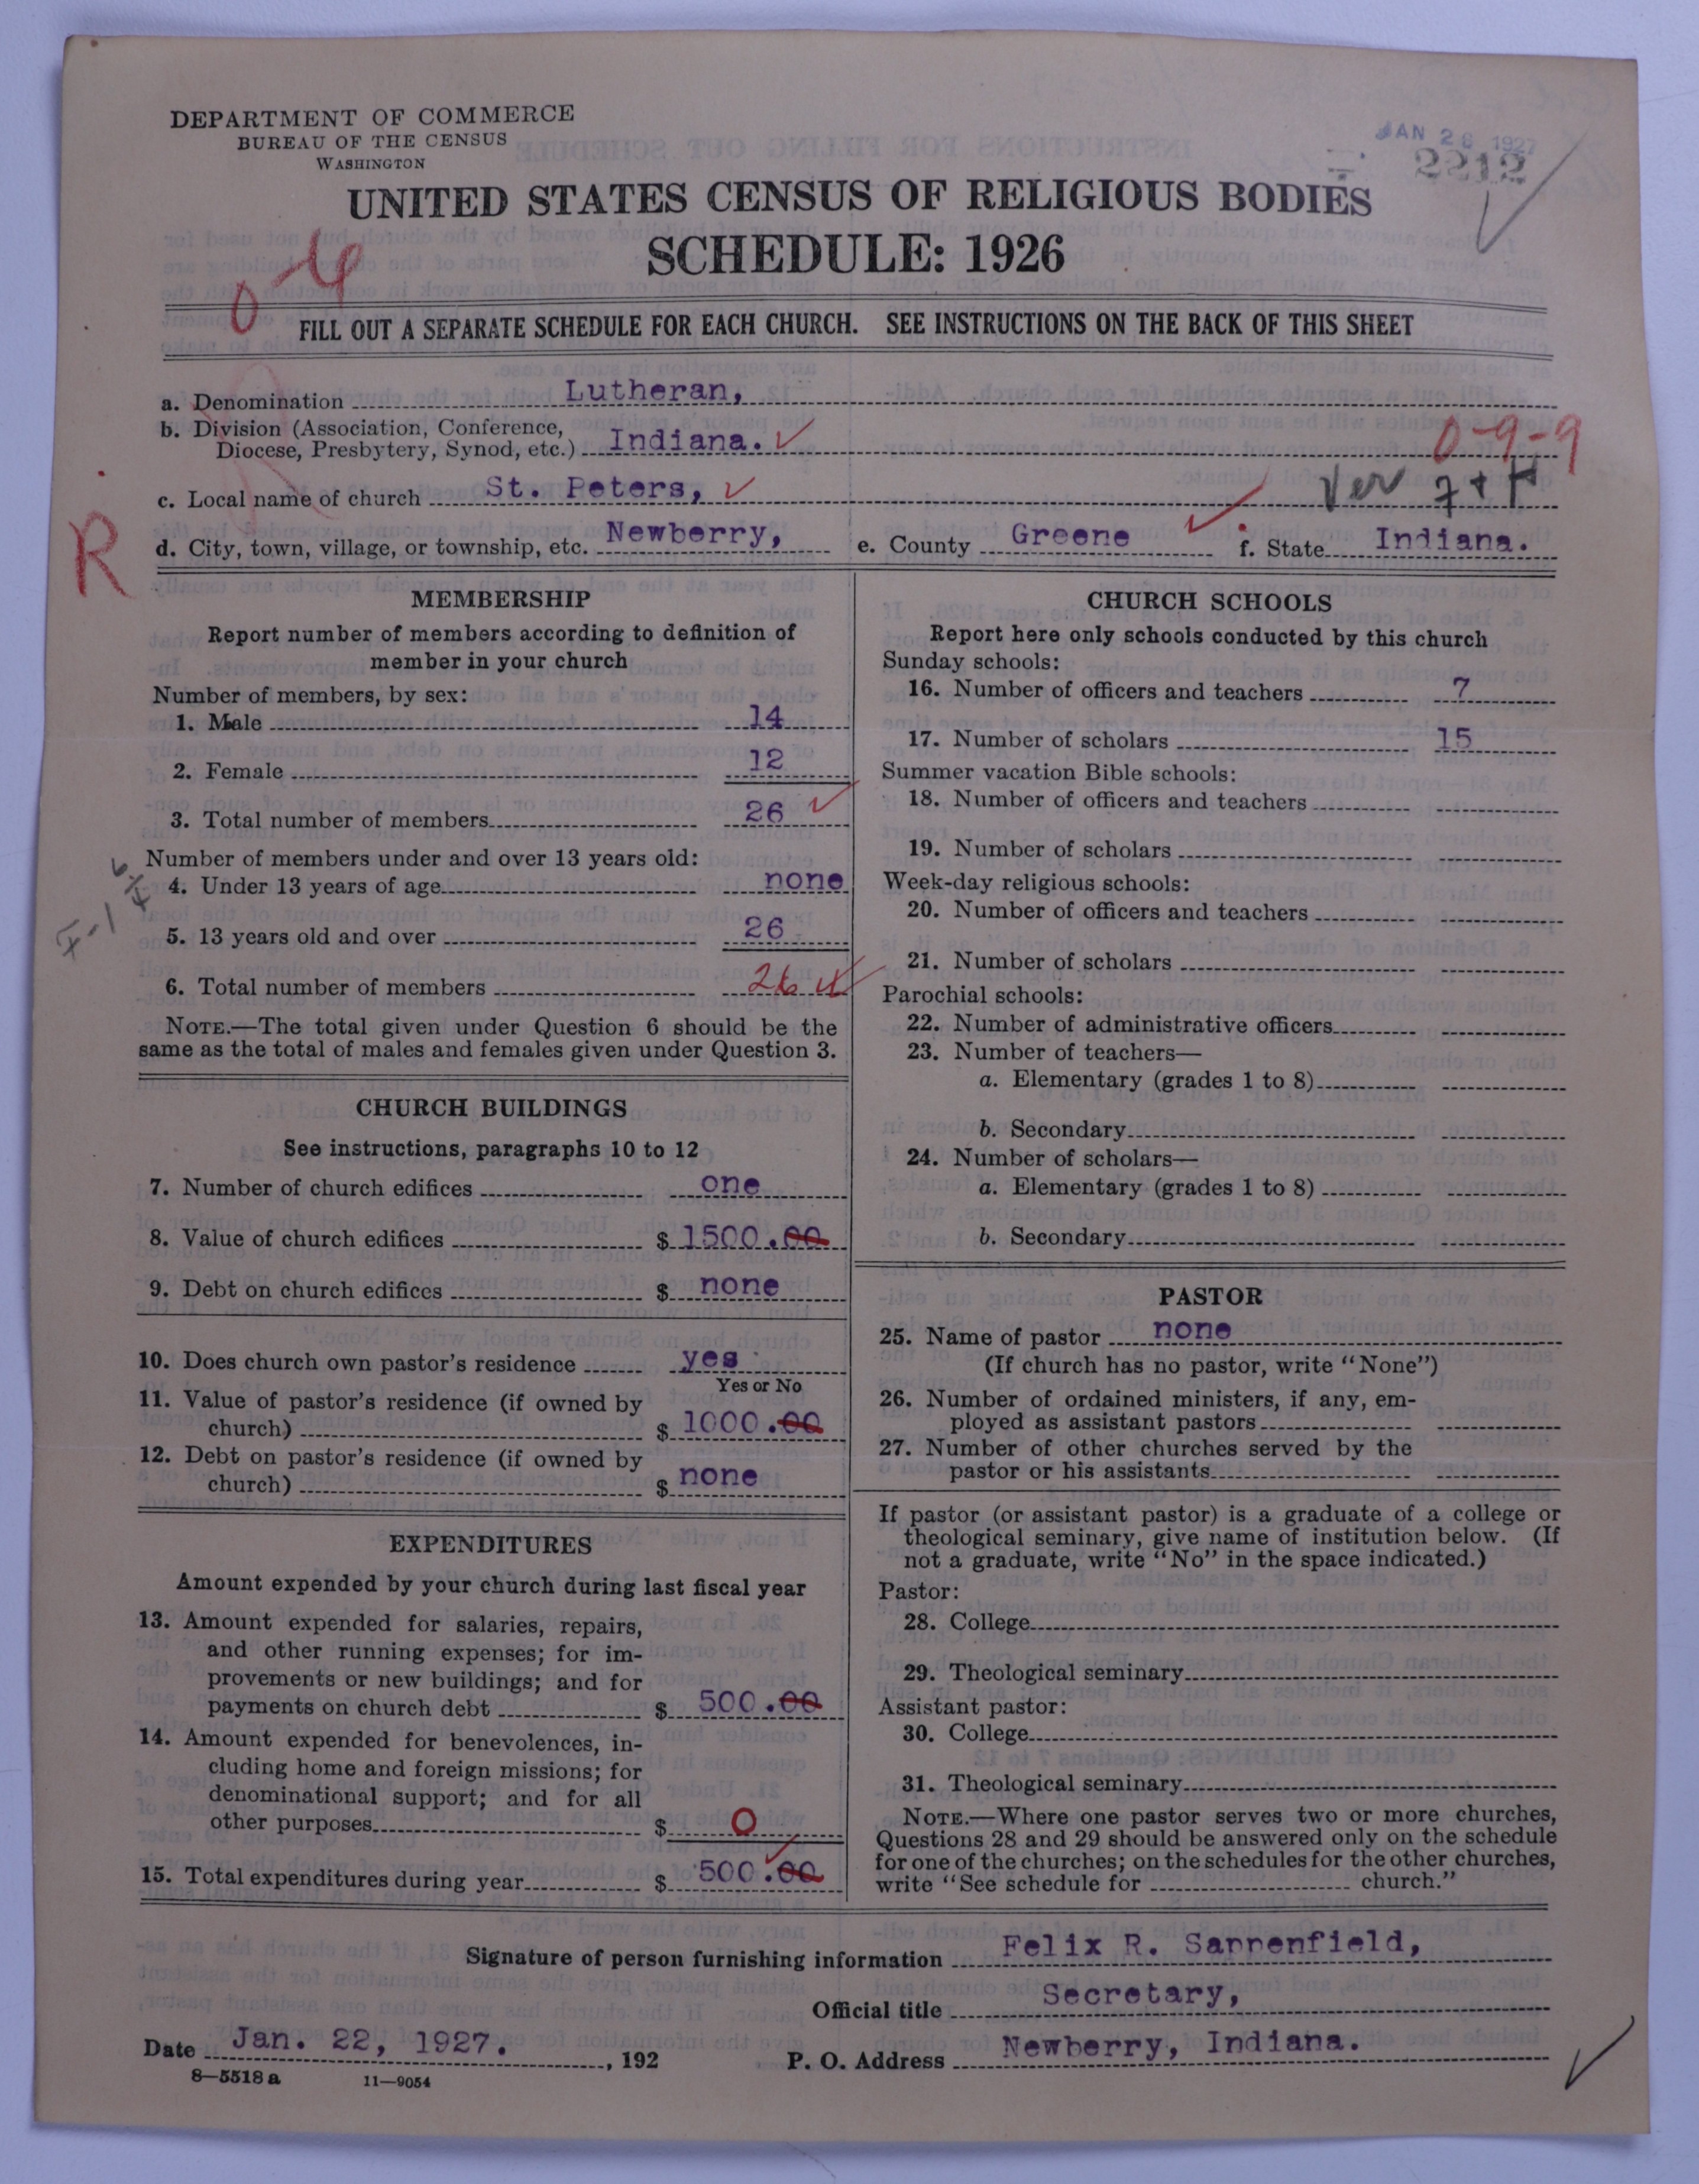 DEPARTMENT OF COMMERCE
BUREAU OF THE CENSUS
WASHINGTON
JAN 26 1927
2212
UNITED STATES CENSUS OF RELIGIOUS BODIES
SCHEDULE: 1926
FILL OUT A SEPARATE SCHEDULE FOR EACH CHURCH. SEE INSTRUCTIONS ON THE BACK OF THIS SHEET
a. Denomination Lutheran,
b. Division (Association, Conference,
Diocese, Presbytery, Synod, etc.) Indiana. ✓ 0-9-9
c. Local name of church St. Peters, ✓ Ver
R
d. City, town, village, or township, etc. Newberry, e. County Greene ✓ f. State Indiana.
MEMBERSHIP
Report number of members according to definition of
member in your church
Number of members, by sex:
1. Male 14
2. Female 12
3. Total number of members 26 ✓
Number of members under and over 13 years old:
4. Under 13 years of age none
5. 13 years old and over 26
6. Total number of members 26
NOTE.—The total given under Question 6 should be the
same as the total of males and females given under Question 3.
CHURCH BUILDINGS
See instructions, paragraphs 10 to 12
7. Number of church edifices one
8. Value of church edifices $ 1500.00
9. Debt on church edifices $ none
10. Does church own pastor's residence yes
Yes or No
11. Value of pastor's residence (if owned by
church) $ 1000.00
12. Debt on pastor's residence (if owned by
church) $ none
EXPENDITURES
Amount expended by your church during last fiscal year
13. Amount expended for salaries, repairs,
and other running expenses; for im-
provements or new buildings; and for
payments on church debt $ 500.00
14. Amount expended for benevolences, in-
cluding home and foreign missions; for
denominational support; and for all
other purposes $ 0
15. Total expenditures during year $ 500.00
CHURCH SCHOOLS
Report here only schools conducted by this church
Sunday schools:
16. Number of officers and teachers 7
17. Number of scholars 15
Summer vacation Bible schools:
18. Number of officers and teachers
19. Number of scholars
Week-day religious schools:
20. Number of officers and teachers
21. Number of scholars
Parochial schools:
22. Number of administrative officers
23. Number of teachers—
a. Elementary (grades 1 to 8)
b. Secondary
24. Number of scholars—
a. Elementary (grades 1 to 8)
b. Secondary
PASTOR
25. Name of pastor none
(If church has no pastor, write "None")
26. Number of ordained ministers, if any, em-
ployed as assistant pastors
27. Number of other churches served by the
pastor or his assistants
If pastor (or assistant pastor) is a graduate of a college or
theological seminary, give name of institution below. (If
not a graduate, write "No" in the space indicated.)
Pastor:
28. College
29. Theological seminary
Assistant pastor:
30. College
31. Theological seminary
NOTE.—Where one pastor serves two or more churches,
Questions 28 and 29 should be answered only on the schedule
for one of the churches; on the schedules for the other churches,
write "See schedule for church."
Signature of person furnishing information Felix R. Sarrenfield,
Official title Secretary,
Date Jan. 22, 1927. , 192 P. O. Address Newberry, Indiana.
8—5518 a 11—9054